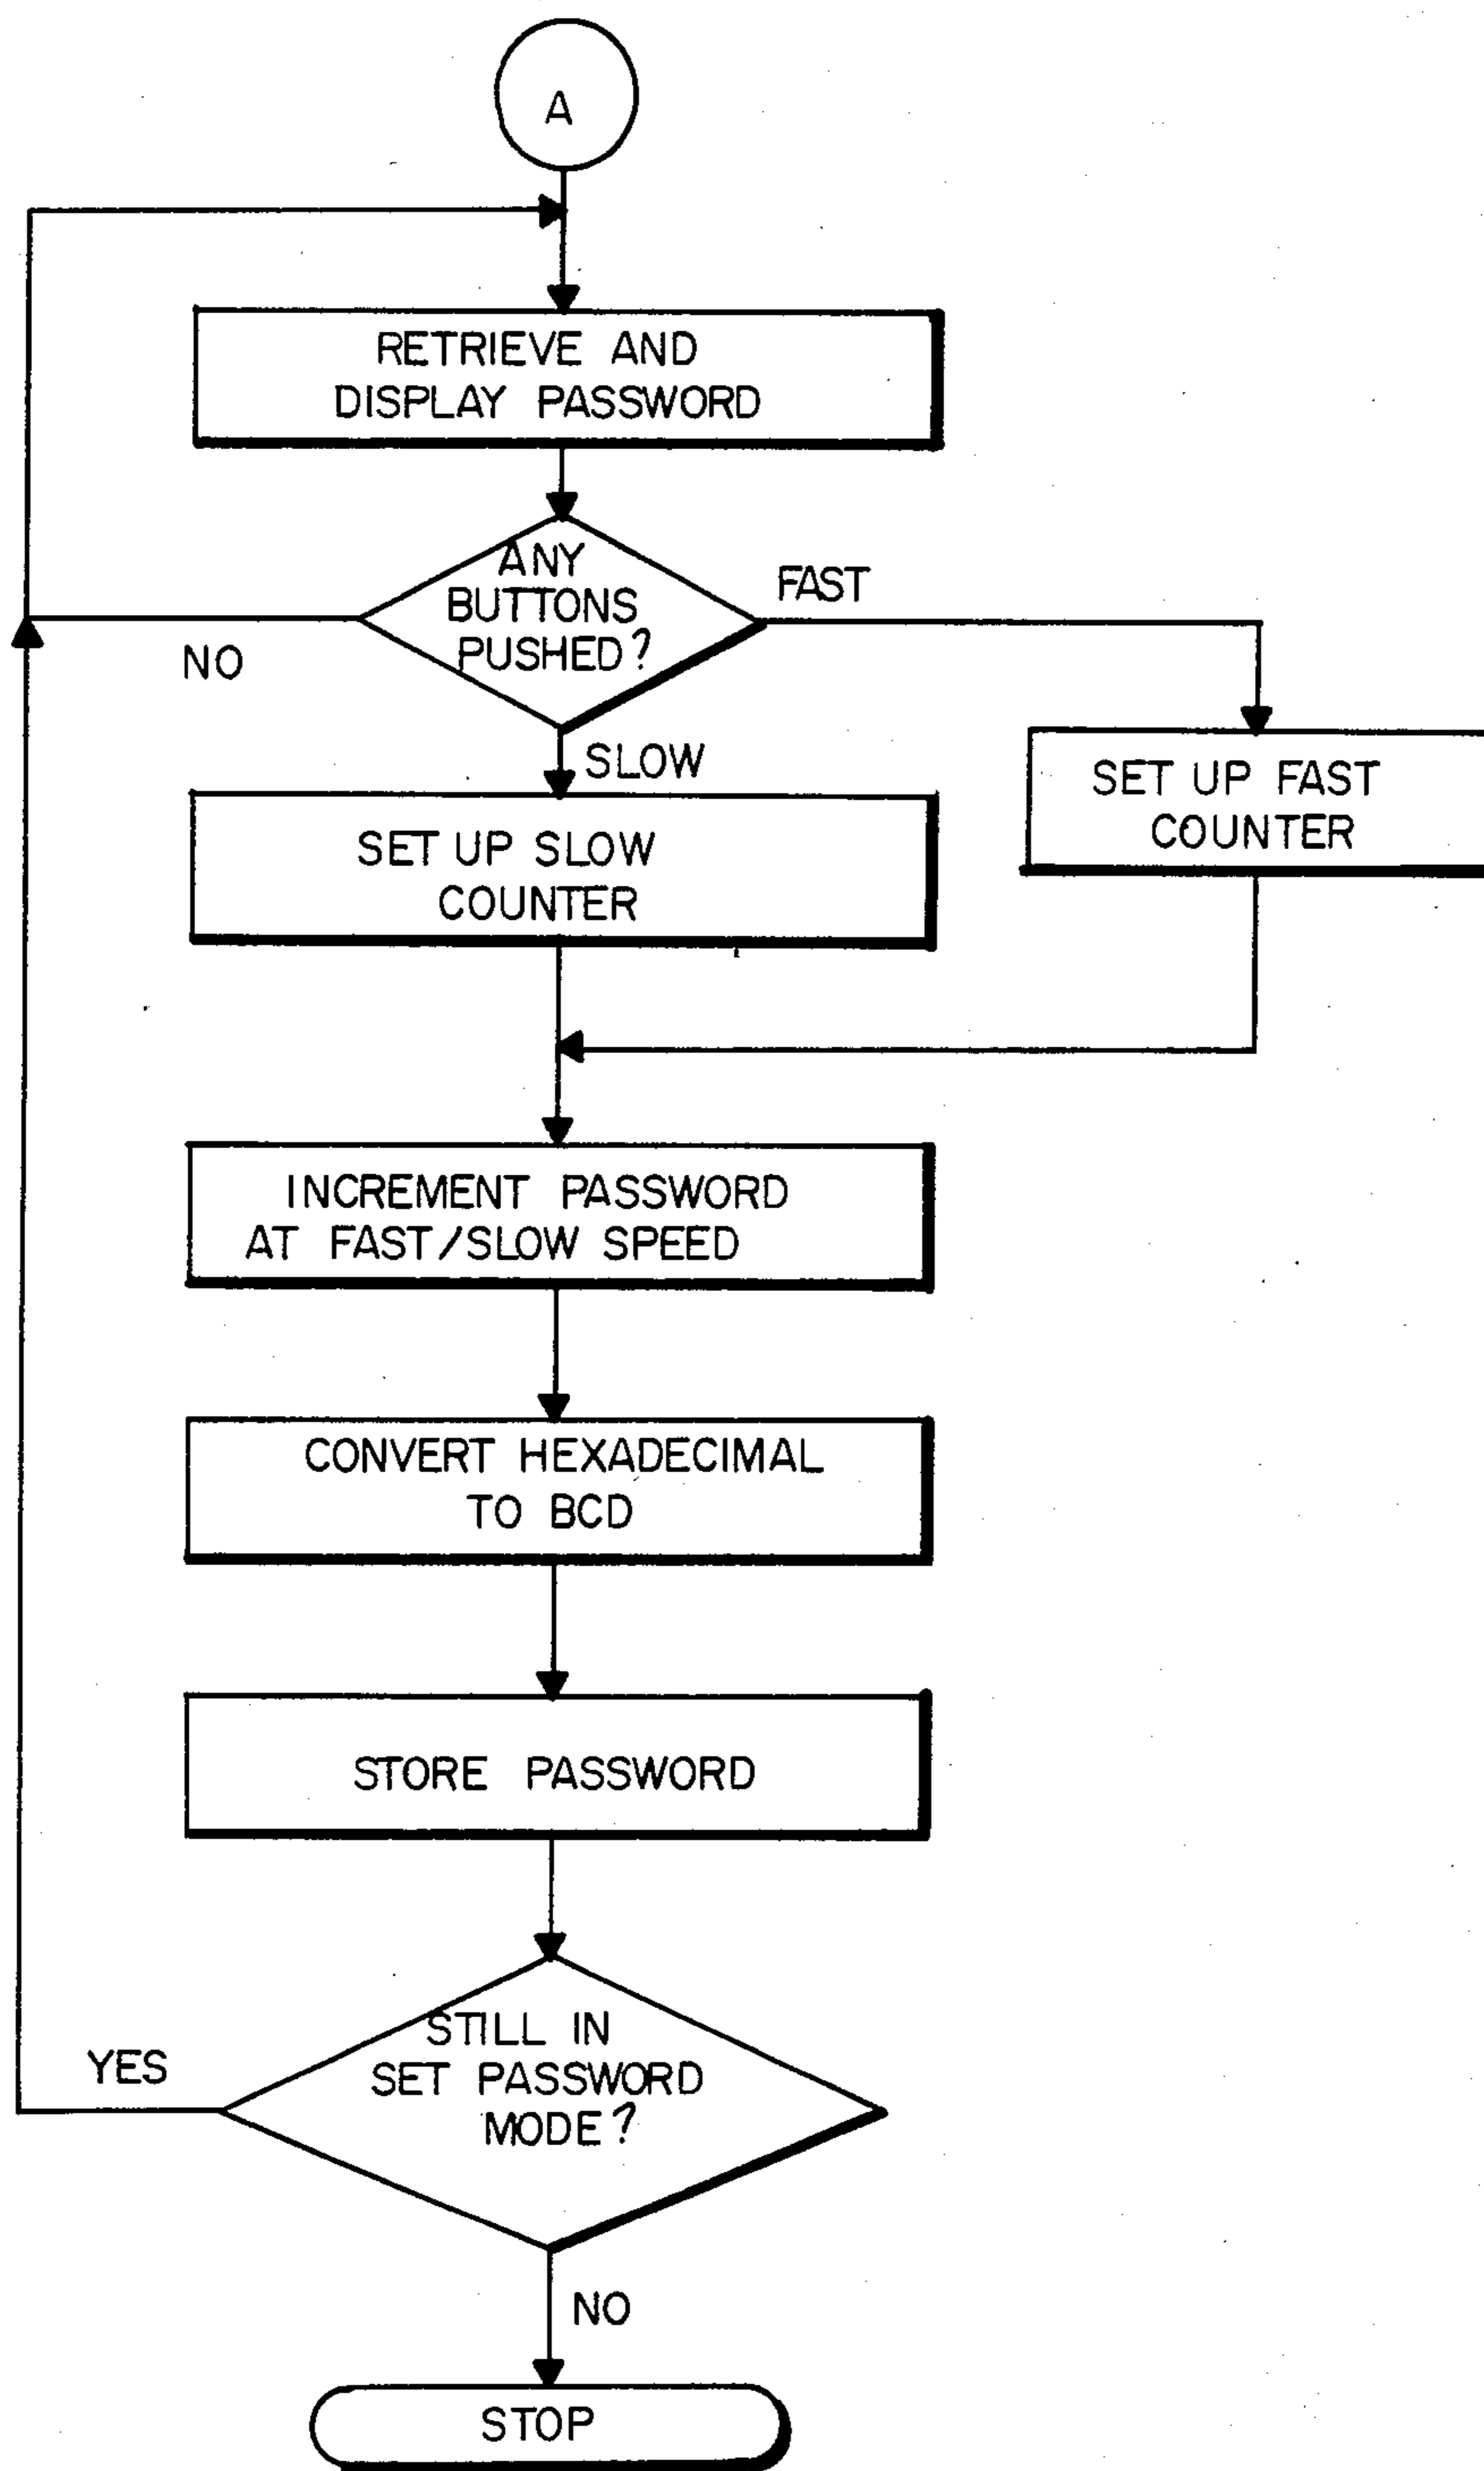 A
RETRIEVE AND
DISPLAY PASSWORD
ANY
BUTTONS
PUSHED?
FAST
NO
SLOW
SET UP FAST
COUNTER
SET UP SLOW
COUNTER
INCREMENT PASSWORD
AT FAST/SLOW SPEED
CONVERT HEXADECIMAL
TO BCD
STORE PASSWORD
STILL IN
SET PASSWORD
MODE?
YES
NO
STOP